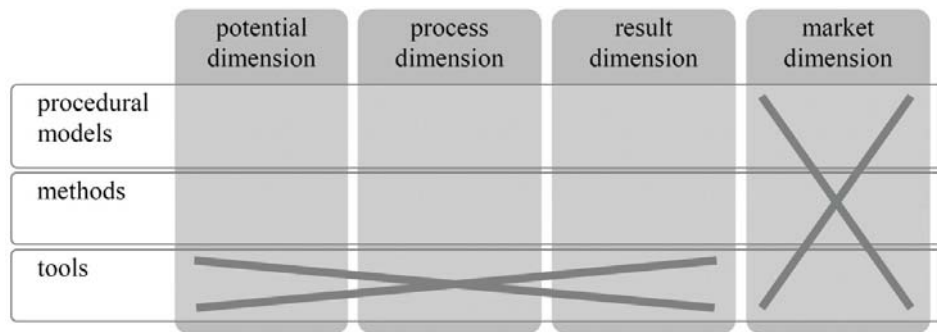 potential
dimension
process
dimension
result
dimension
market
dimension
procedural
models
methods
tools